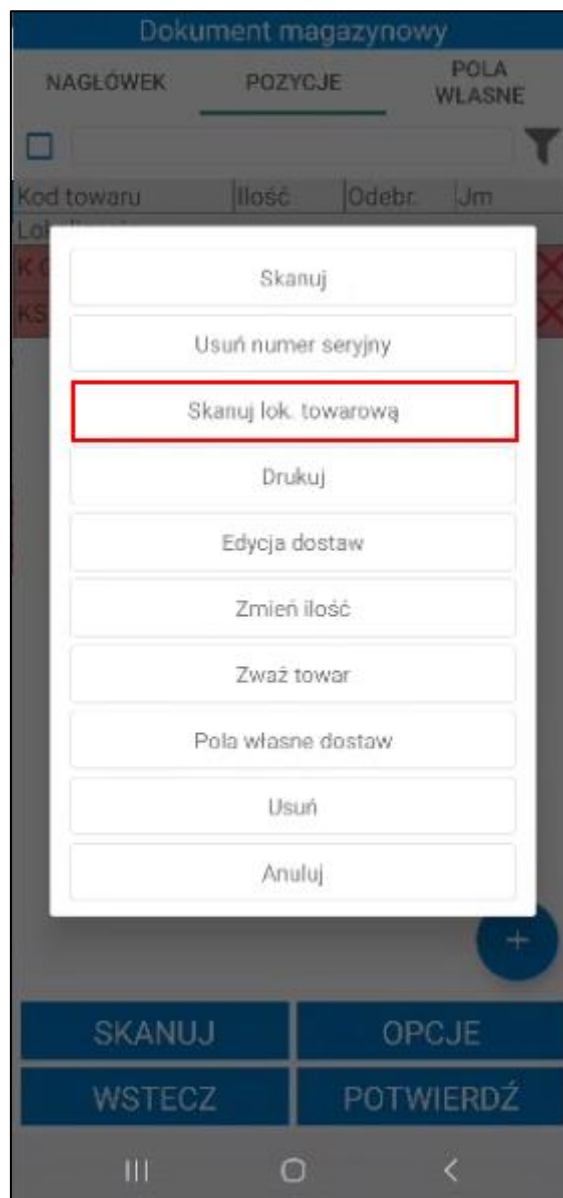 Dokument magazynowy
NAGŁÓWEK
POZYCJE
POLA
WŁASNE
Kod towaru Ilość Odebr. Jm
Skanuj
Usuń numer seryjny
Skanuj lok. towarową
Drukuj
Edycja dostaw
Zmień ilość
Zważ towar
Pola własne dostaw
Usuń
Anuluj
SKANUJ OPCJE
WSTECZ POTWIERDŹ